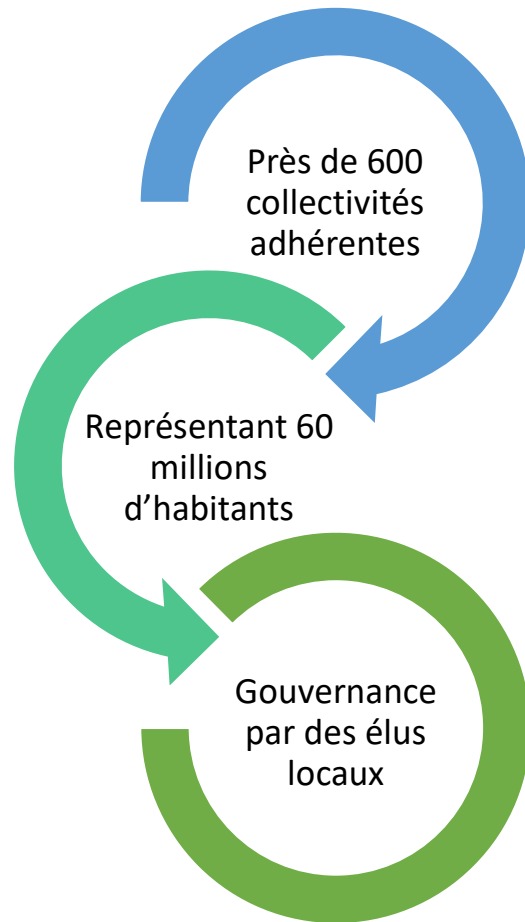 Près de 600
collectivités
adhérentes
Représentant 60
millions
d’habitants
Gouvernance
par des élus
locaux